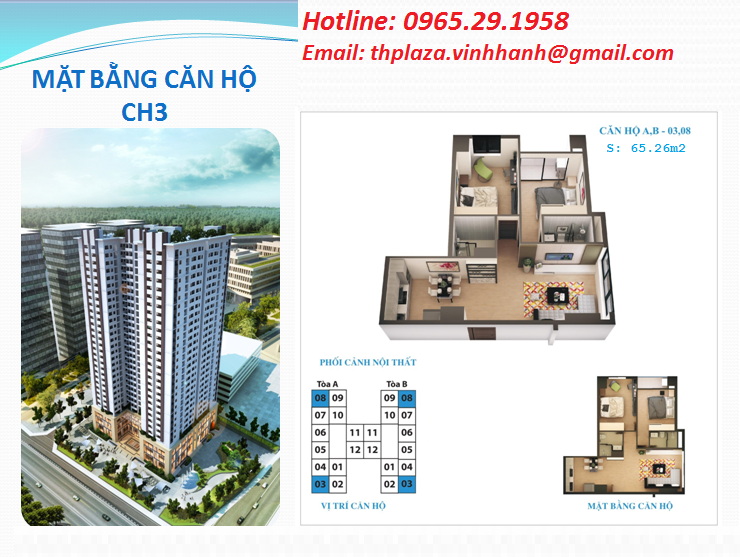 Hotline: 0965.29.1958
Email: thplaza.vinhhanh@gmail.com
MẶT BẰNG CĂN HỘ
CH3
CĂN HỘ A,B - 03,08
S: 65.26m2
PHỐI CẢNH NỘI THẤT
Tòa A Tòa B
08 09 09 08
07 10 10 07
06 11 11 06
05 12 12 05
04 01 01 04
03 02 02 03
VỊ TRÍ CĂN HỘ
MẶT BẰNG CĂN HỘ